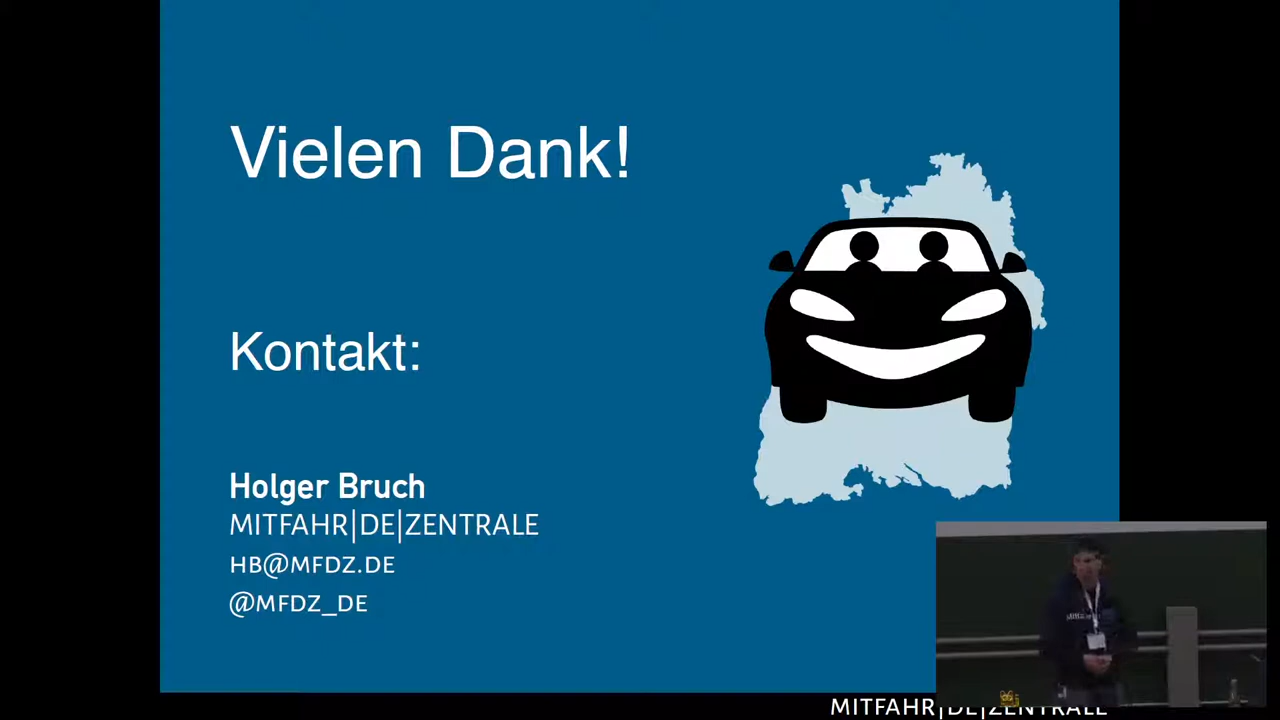 Vielen Dank!
Kontakt:
Holger Bruch
MITFAHR|DE|ZENTRALE
HB@MFDZ.DE
@MFDZ_DE
MITFAHR|DE|ZENTRALE